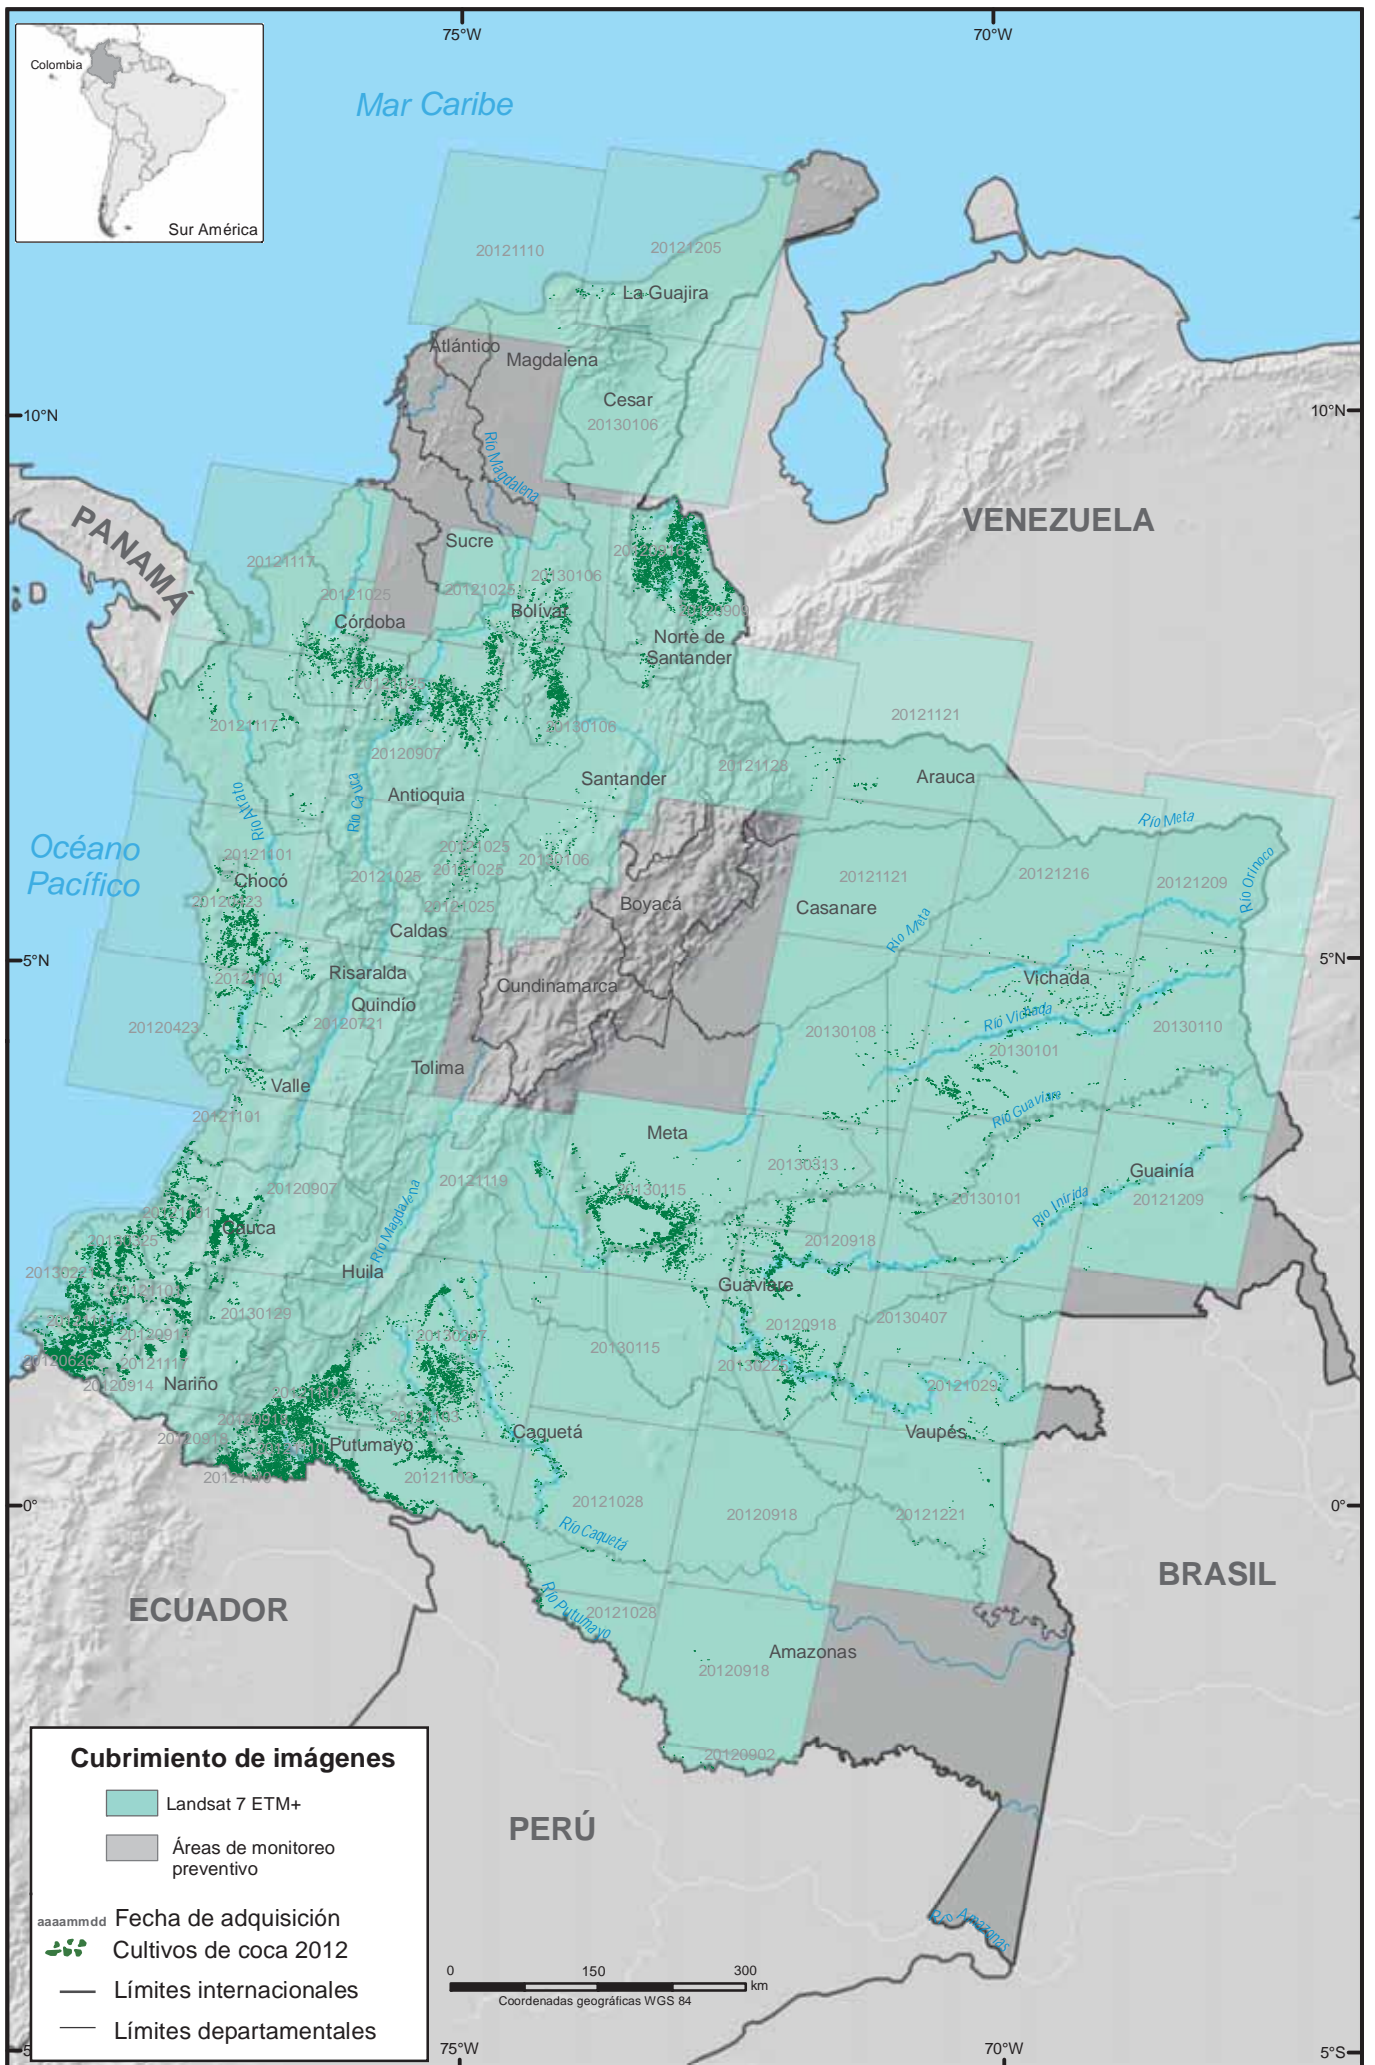 75°W
70°W
Colombia
Sur América
Mar Caribe
20121110
20121205
La Guajira
Atlántico
Magdalena
Cesar
20130106
10°N
10°N
Río Magdalena
PANAMÁ
VENEZUELA
Sucre
20121117
20121025
20121025
20130106
Córdoba
Bolívar
Norte de
Santander
20121117
20120907
20130106
20121121
20121128
Santander
Arauca
Antioquia
Río Cauca
Río Atrato
Océano
Pacífico
Río Meta
Río Orinoco
20121101
20121025
20121025
20130106
20121025
20121025
20121121
20121216
20121209
Chocó
20120423
Boyacá
Casanare
Río Meta
Caldas
5°N
5°N
Risaralda
20121101
Cundinamarca
Vichada
Quindío
20120423
20120721
Río Vichada
20130108
20130110
20130101
Tolima
Valle
Río Guaviare
20121101
Meta
20130313
Guainía
20120907
20121119
20130115
20130101
20121209
Río Inírida
Río Magdalena
Cauca
20120918
Huila
Guaviare
20130129
20130407
20120918
20130115
20130225
20121029
20120914
Nariño
Caquetá
Vaupés
Putumayo
20121103
0°
0°
20121028
20120918
20121221
Río Caquetá
BRASIL
ECUADOR
Río Putumayo
20121028
Amazonas
20120918
20120902
PERÚ
Cubrimiento de imágenes
Landsat 7 ETM+
Áreas de monitoreo
preventivo
aaaammdd Fecha de adquisición
Cultivos de coca 2012
Límites internacionales
Límites departamentales
Río Amazonas
0 150 300
km
Coordenadas geográficas WGS 84
75°W
70°W
5°S